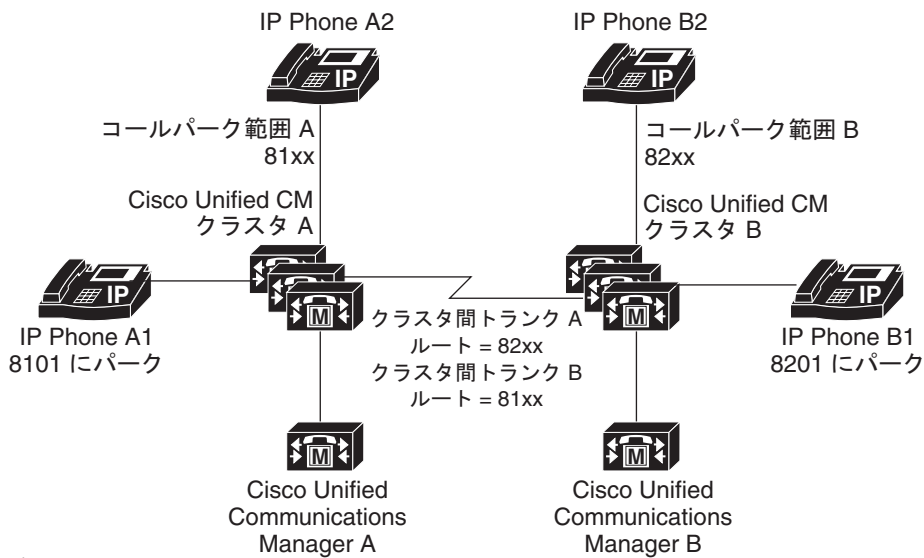 IP Phone A2
IP Phone B2
IP
IP
コールパーク範囲 A
81xx
コールパーク範囲 B
82xx
Cisco Unified CM
クラスタ A
Cisco Unified CM
クラスタ B
IP
IP
M
M
IP Phone A1
8101 にパーク
クラスタ間トランク A
ルート = 82xx
クラスタ間トランク B
ルート = 81xx
IP Phone B1
8201 にパーク
M
M
Cisco Unified
Communications
Manager A
Cisco Unified
Communications
Manager B